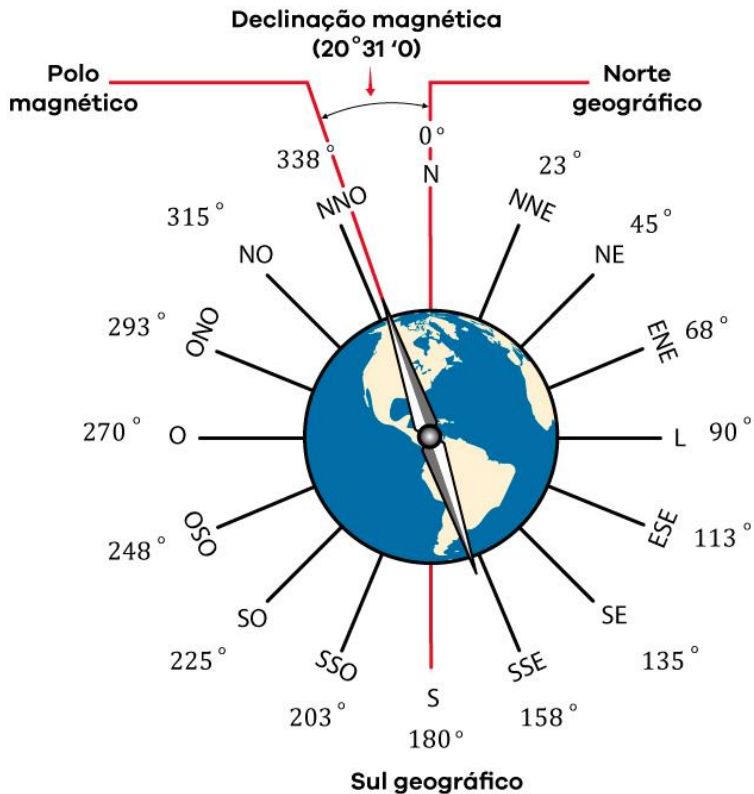 Declinação magnética
(20°31 ‘0)
Polo
magnético
Norte
geográfico
0°
N
338°
NNO
23°
NNE
315°
NO
45°
NE
293°
ONO
68°
ENE
270°
O
90°
L
248°
OSO
113°
ESE
225°
SO
135°
SE
203°
SSO
158°
SSE
S
180°
Sul geográfico